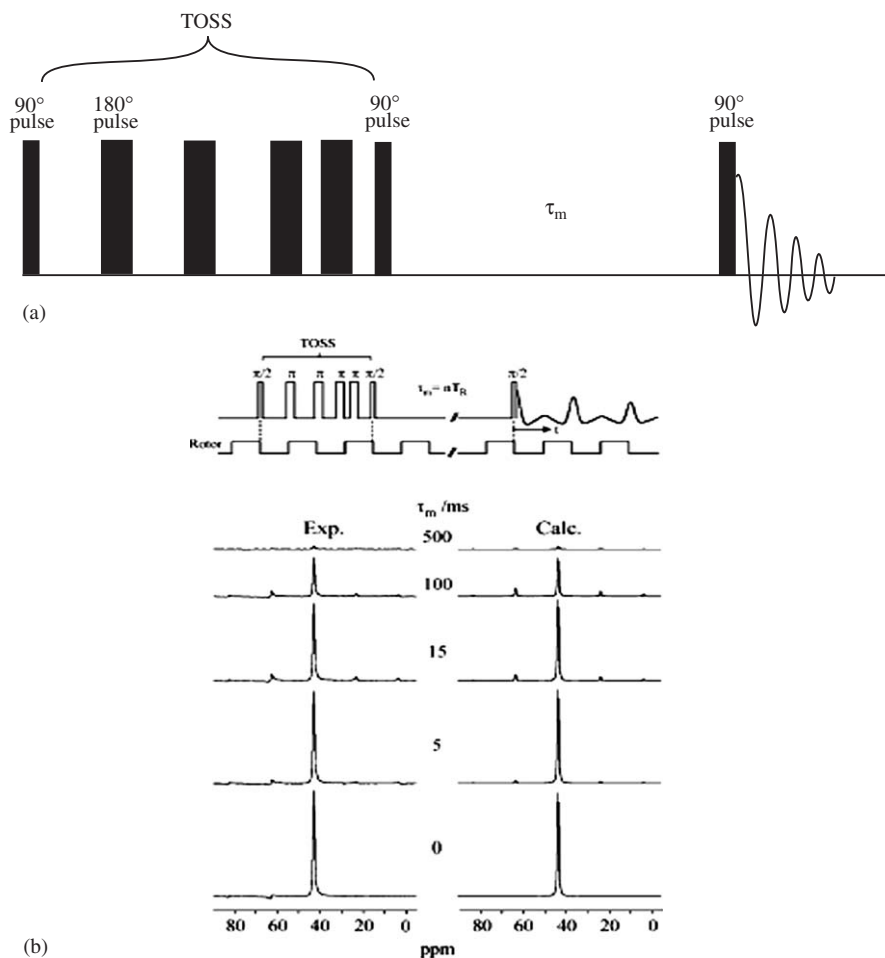 TOSS
90° 180° 90° 90°
pulse pulse pulse pulse
τm
(a)
TOSS
π/2 π π π π π/2 τm = nTR π/2
t
Rotor
τm /ms
Exp. Calc.
500
100
15
5
0
80 60 40 20 0 80 60 40 20 0
ppm
(b)